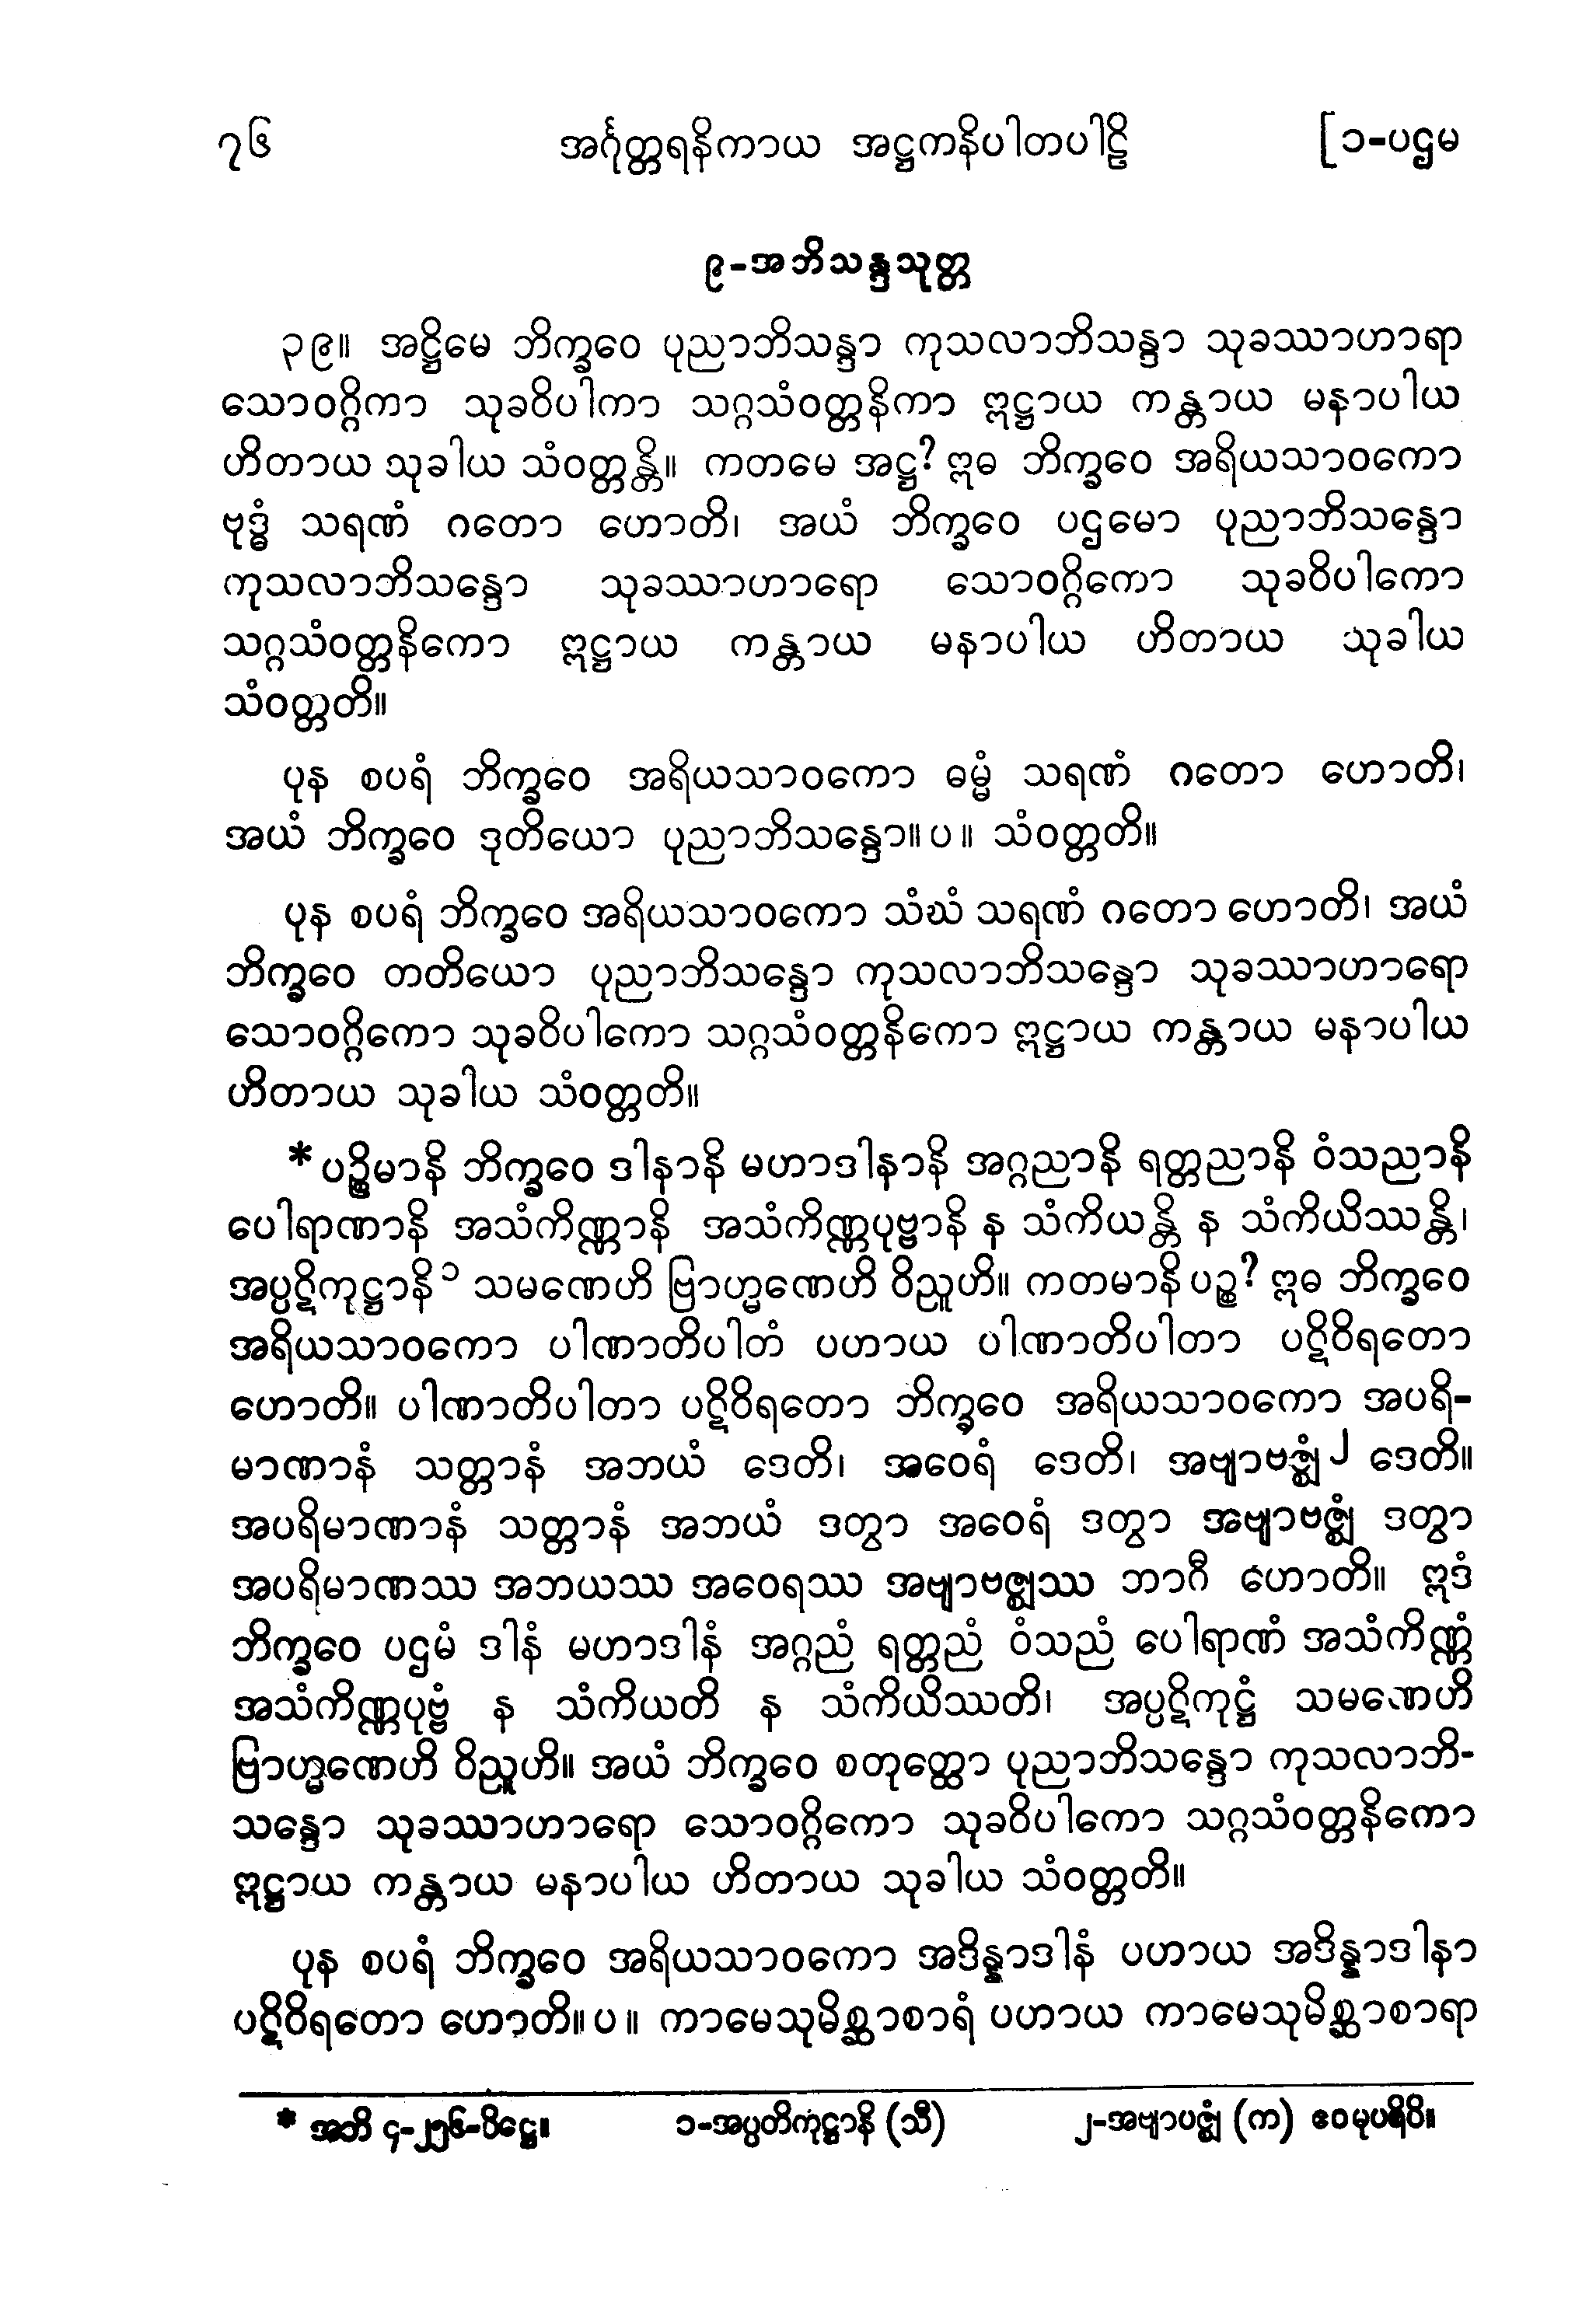 ၇၆ အင်္ဂုတ္တရနိကာယ အဋ္ဌကနိပါတပါဠိ [၁-ပဌမ
၉-အဘိသန္ဒသုတ္တ
၃၉။ အဋ္ဌိမေ ဘိက္ခဝေ ပုညာဘိသန္ဒာ ကုသလာဘိသန္ဒာ သုခဿာဟာရာ
သောဝဂ္ဂိကာ သုခဝိပါကာ သဂ္ဂသံဝတ္တနိကာ ဣဋ္ဌာယ ကန္တာယ မနာပါယ
ဟိတာယ သုခါယ သံဝတ္တန္တိ။ ကတမေ အဋ္ဌ? ဣဓ ဘိက္ခဝေ အရိယသာဝကော
ဗုဒ္ဓံ သရဏံ ဂတော ဟောတိ၊ အယံ ဘိက္ခဝေ ပဌမော ပုညာဘိသန္ဒော
ကုသလာဘိသန္ဒော သုခဿာဟာရော သောဝဂ္ဂိကော သုခဝိပါကော
သဂ္ဂသံဝတ္တနိကော ဣဋ္ဌာယ ကန္တာယ မနာပါယ ဟိတာယ သုခါယ
သံဝတ္တတိ။
ပုန စပရံ ဘိက္ခဝေ အရိယသာဝကော ဓမ္မံ သရဏံ ဂတော ဟောတိ၊
အယံ ဘိက္ခဝေ ဒုတိယော ပုညာဘိသန္ဒော။ပ။ သံဝတ္တတိ။
ပုန စပရံ ဘိက္ခဝေ အရိယသာဝကော သံဃံ သရဏံ ဂတော ဟောတိ၊ အယံ
ဘိက္ခဝေ တတိယော ပုညာဘိသန္ဒော ကုသလာဘိသန္ဒော သုခဿာဟာရော
သောဝဂ္ဂိကော သုခဝိပါကော သဂ္ဂသံဝတ္တနိကော ဣဋ္ဌာယ ကန္တာယ မနာပါယ
ဟိတာယ သုခါယ သံဝတ္တတိ။
* ပဉ္စိမာနိ ဘိက္ခဝေ ဒါနာနိ မဟာဒါနာနိ အဂ္ဂညာနိ ရတ္တညာနိ ဝံသညာနိ
ပေါရာဏာနိ အသံကိဏ္ဏာနိ အသံကိဏ္ဏပုဗ္ဗာနိ န သံကိယန္တိ န သံကိယိဿန္တိ၊
အပ္ပဋိကုဋ္ဌာနိ၁ သမဏေဟိ ဗြာဟ္မဏေဟိ ဝိညူဟိ။ ကတမာနိ ပဉ္စ? ဣဓ ဘိက္ခဝေ
အရိယသာဝကော ပါဏာတိပါတံ ပဟာယ ပါဏာတိပါတာ ပဋိဝိရတော
ဟောတိ။ ပါဏာတိပါတာ ပဋိဝိရတော ဘိက္ခဝေ အရိယသာဝကော အပရိ-
မာဏာနံ သတ္တာနံ အဘယံ ဒေတိ၊ အဝေရံ ဒေတိ၊ အဗျာဗဇ္ဈံ၂ ဒေတိ။
အပရိမာဏာနံ သတ္တာနံ အဘယံ ဒတွာ အဝေရံ ဒတွာ အဗျာဗဇ္ဈံ ဒတွာ
အပရိမာဏဿ အဘယဿ အဝေရဿ အဗျာဗဇ္ဈဿ ဘာဂီ ဟောတိ။ ဣဒံ
ဘိက္ခဝေ ပဌမံ ဒါနံ မဟာဒါနံ အဂ္ဂညံ ရတ္တညံ ဝံသညံ ပေါရာဏံ အသံကိဏ္ဏံ
အသံကိဏ္ဏပုဗ္ဗံ န သံကိယတိ န သံကိယိဿတိ၊ အပ္ပဋိကုဋ္ဌံ သမဏေဟိ
ဗြာဟ္မဏေဟိ ဝိညူဟိ။ အယံ ဘိက္ခဝေ စတုတ္ထော ပုညာဘိသန္ဒော ကုသလာဘိ-
သန္ဒော သုခဿာဟာရော သောဝဂ္ဂိကော သုခဝိပါကော သဂ္ဂသံဝတ္တနိကော
ဣဋ္ဌာယ ကန္တာယ မနာပါယ ဟိတာယ သုခါယ သံဝတ္တတိ။
ပုန စပရံ ဘိက္ခဝေ အရိယသာဝကော အဒိန္နာဒါနံ ပဟာယ အဒိန္နာဒါနာ
ပဋိဝိရတော ဟောတိ။ပ။ ကာမေသုမိစ္ဆာစာရံ ပဟာယ ကာမေသုမိစ္ဆာစာရာ
* အဘိ ၄-၂၅၆-ပိဋ္ဌေ။ ၁-အပ္ပတိကုဋ္ဌာနိ (သီ) ၂-အဗျာပဇ္ဈံ (က) ဧဝမုပရိပိ။